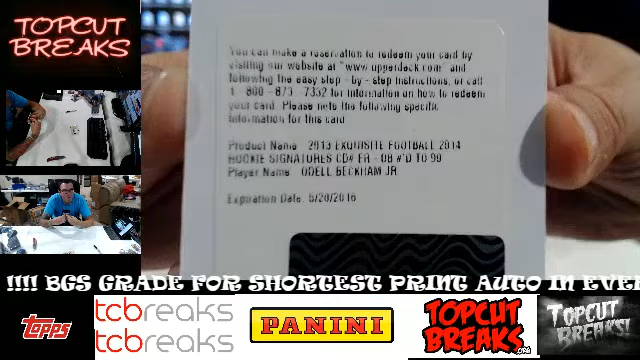 TOPCUT
BREAKS
You can make a reservation to redeem your card by
visiting our website at "www.upperdeck.com" and
following the easy step - by - step instructions, or call
1 - 800 - 873 - 7332 for information on how to redeem
your card. Please note the following specific
information for this card
Product Name 2013 EXQUISITE FOOTBALL 2014
ROOKIE SIGNATURES CD# ER - OB #'D TO 99
Player Name ODELL BECKHAM JR
Expiration Date: 5/28/2016
!!!! BGS GRADE FOR SHORTEST PRINT AUTO IN EVE
topps
tcbreaks
tcbreaks
PANINI
TOPCUT
BREAKS
.ORG
TOPCUT
BREAKS!